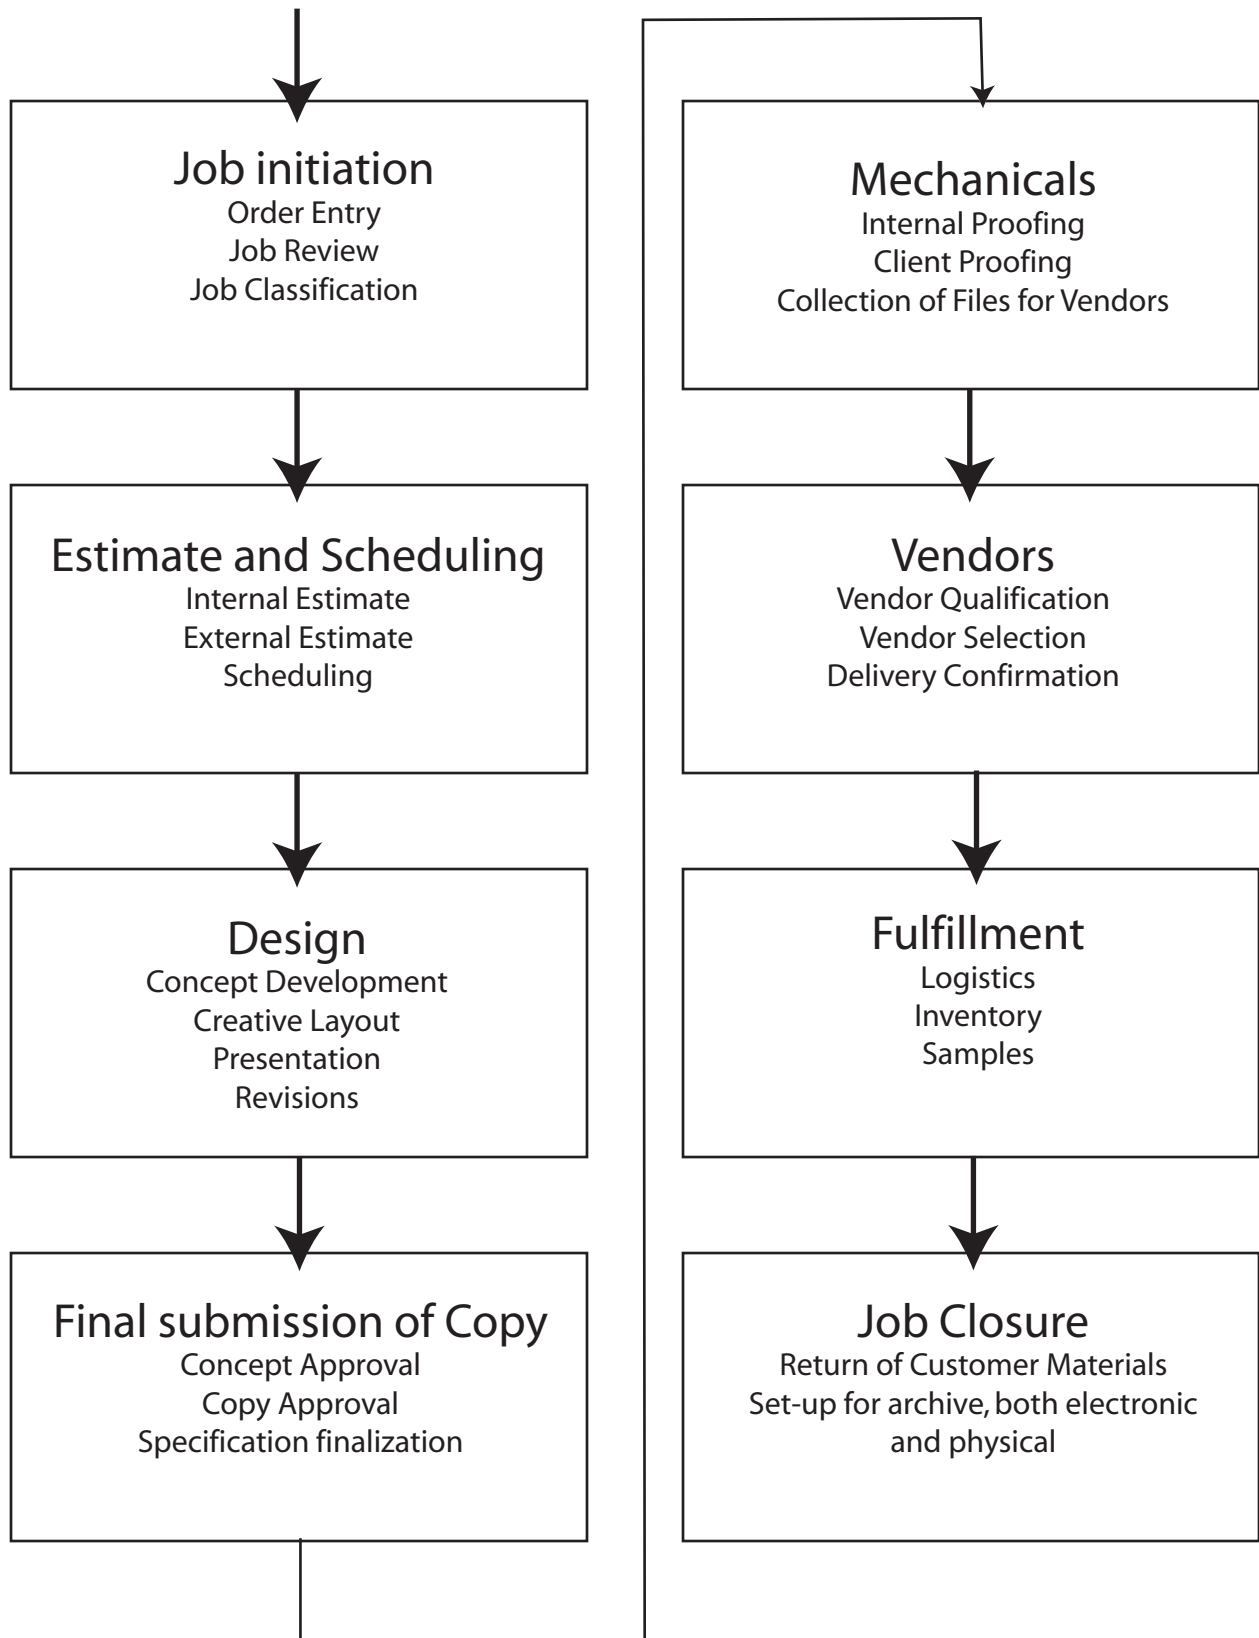 Job initiation
Order Entry
Job Review
Job Classification
Estimate and Scheduling
Internal Estimate
External Estimate
Scheduling
Design
Concept Development
Creative Layout
Presentation
Revisions
Final submission of Copy
Concept Approval
Copy Approval
Specification finalization
Mechanicals
Internal Proofing
Client Proofing
Collection of Files for Vendors
Vendors
Vendor Qualification
Vendor Selection
Delivery Confirmation
Fulfillment
Logistics
Inventory
Samples
Job Closure
Return of Customer Materials
Set-up for archive, both electronic
and physical